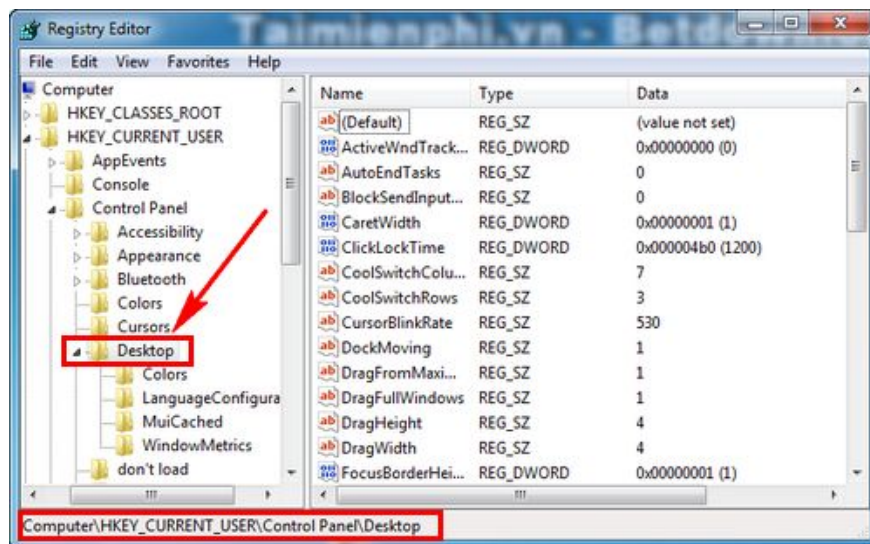 Taimienphi.vn - Betdownlo
Registry Editor
File Edit View Favorites Help
Computer
HKEY_CLASSES_ROOT
HKEY_CURRENT_USER
AppEvents
Console
Control Panel
Accessibility
Appearance
Bluetooth
Colors
Cursors
Desktop
Colors
LanguageConfigura
MuiCached
WindowMetrics
don't load
Name Type Data
(Default) REG_SZ (value not set)
ActiveWndTrack... REG_DWORD 0x00000000 (0)
AutoEndTasks REG_SZ 0
BlockSendInput... REG_SZ 0
CaretWidth REG_DWORD 0x00000001 (1)
ClickLockTime REG_DWORD 0x000004b0 (1200)
CoolSwitchColu... REG_SZ 7
CoolSwitchRows REG_SZ 3
CursorBlinkRate REG_SZ 530
DockMoving REG_SZ 1
DragFromMaxi... REG_SZ 1
DragFullWindows REG_SZ 1
DragHeight REG_SZ 4
DragWidth REG_SZ 4
FocusBorderHei... REG_DWORD 0x00000001 (1)
Computer\HKEY_CURRENT_USER\Control Panel\Desktop